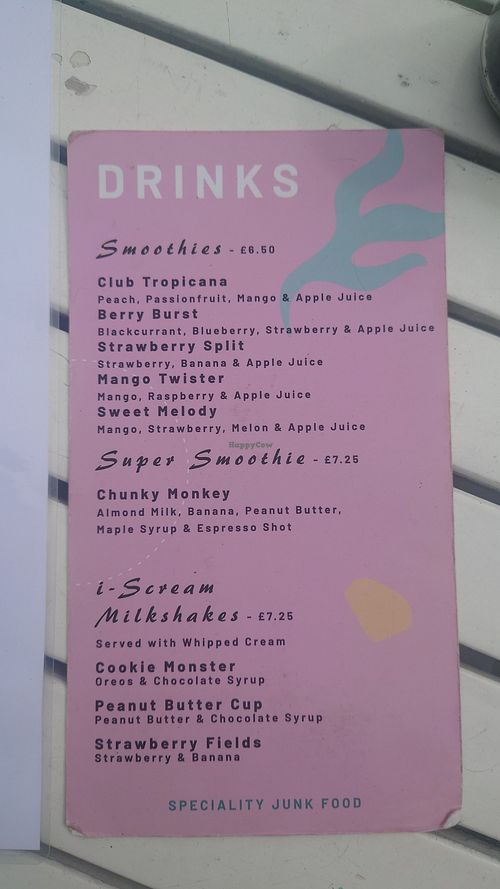 DRINKS
Smoothies - £6.50
Club Tropicana
Peach, Passionfruit, Mango & Apple Juice
Berry Burst
Blackcurrant, Blueberry, Strawberry & Apple Juice
Strawberry Split
Strawberry, Banana & Apple Juice
Mango Twister
Mango, Raspberry & Apple Juice
Sweet Melody
Mango, Strawberry, Melon & Apple Juice
HappyCow
Super Smoothie - £7.25
Chunky Monkey
Almond Milk, Banana, Peanut Butter,
Maple Syrup & Espresso Shot
i-Scream
Milkshakes - £7.25
Served with Whipped Cream
Cookie Monster
Oreos & Chocolate Syrup
Peanut Butter Cup
Peanut Butter & Chocolate Syrup
Strawberry Fields
Strawberry & Banana
SPECIALITY JUNK FOOD